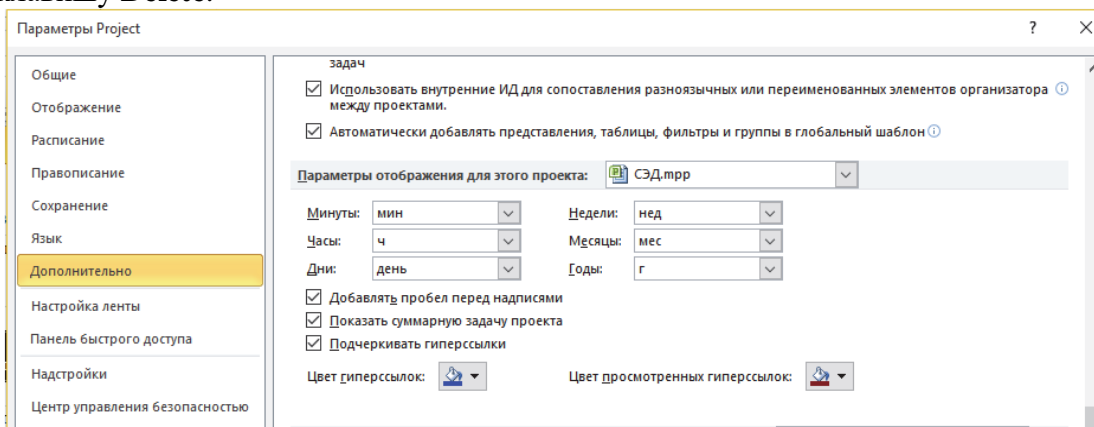 Параметры Project ?
Общие
Отображение
Расписание
Правописание
Сохранение
Язык
Дополнительно
Настройка ленты
Панель быстрого доступа
Надстройки
Центр управления безопасностью
задач
Использовать внутренние ИД для сопоставления разноязычных или переименованных элементов организатора
между проектами.
Автоматически добавлять представления, таблицы, фильтры и группы в глобальный шаблон
Параметры отображения для этого проекта: СЭД.mpp
Минуты: мин Недели: нед
Часы: ч Месяцы: мес
Дни: день Годы: г
Добавлять пробел перед надписями
Показать суммарную задачу проекта
Подчеркивать гиперссылки
Цвет гиперссылок: Цвет просмотренных гиперссылок: